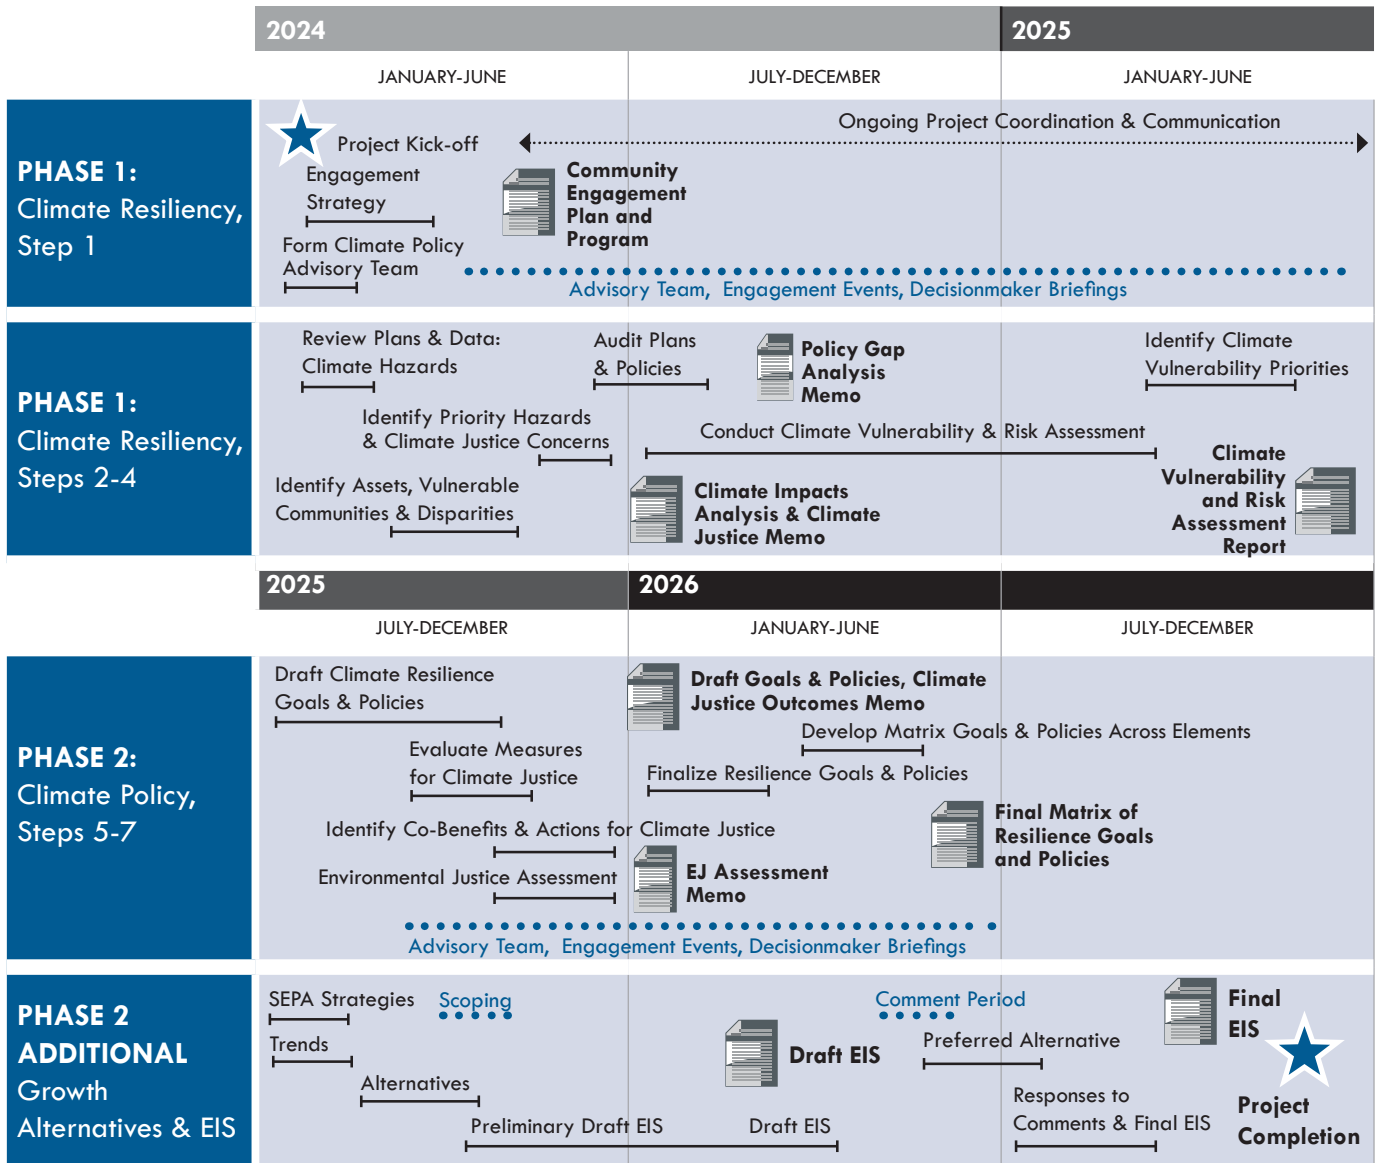 2024
2025
JANUARY-JUNE
JULY-DECEMBER
JANUARY-JUNE
PHASE 1:
Climate Resiliency,
Step 1
Project Kick-off
Ongoing Project Coordination & Communication
Engagement
Strategy
Community
Engagement
Plan and
Program
Form Climate Policy
Advisory Team
Advisory Team, Engagement Events, Decisionmaker Briefings
PHASE 1:
Climate Resiliency,
Steps 2-4
Review Plans & Data:
Climate Hazards
Audit Plans
& Policies
Policy Gap
Analysis
Memo
Identify Climate
Vulnerability Priorities
Identify Priority Hazards
& Climate Justice Concerns
Conduct Climate Vulnerability & Risk Assessment
Identify Assets, Vulnerable
Communities & Disparities
Climate Impacts
Analysis & Climate
Justice Memo
Climate
Vulnerability
and Risk
Assessment
Report
2025
2026
JULY-DECEMBER
JANUARY-JUNE
JULY-DECEMBER
PHASE 2:
Climate Policy,
Steps 5-7
Draft Climate Resilience
Goals & Policies
Draft Goals & Policies, Climate
Justice Outcomes Memo
Develop Matrix Goals & Policies Across Elements
Evaluate Measures
for Climate Justice
Finalize Resilience Goals & Policies
Identify Co-Benefits & Actions for Climate Justice
Final Matrix of
Resilience Goals
and Policies
Environmental Justice Assessment
EJ Assessment
Memo
Advisory Team, Engagement Events, Decisionmaker Briefings
PHASE 2
ADDITIONAL
Growth
Alternatives & EIS
SEPA Strategies
Scoping
Comment Period
Final
EIS
Trends
Draft EIS
Preferred Alternative
Alternatives
Responses to
Comments & Final EIS
Project
Completion
Preliminary Draft EIS
Draft EIS